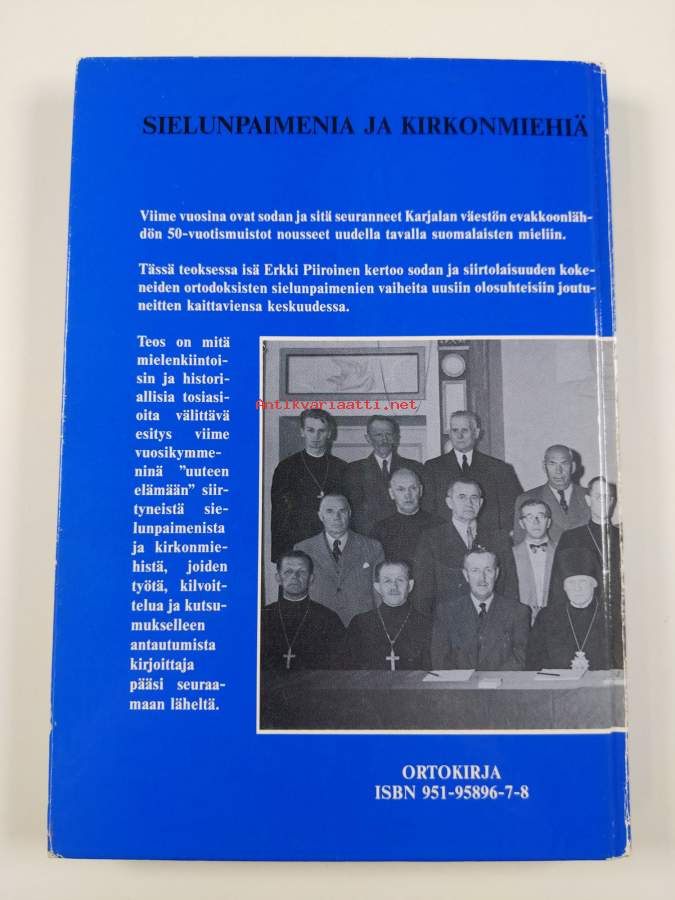 SIELUNPAIMENIA JA KIRKONMIEHIÄ
Viime vuosina ovat sodan ja sitä seuranneet Karjalan väestön evakkoonläh-
dön 50-vuotismuistot nousseet uudella tavalla suomalaisten mieliin.
Tässä teoksessa isä Erkki Piiroinen kertoo sodan ja siirtolaisuuden koke-
neiden ortodoksisten sielunpaimenien vaiheita uusiin olosuhteisiin joutu-
neitten kaittaviensa keskuudessa.
Teos on mitä
mielenkiintoi-
sin ja histori-
allisia tosiasi-
oita välittävä
esitys viime
vuosikymme-
ninä "uuteen
elämään" siir-
tyneistä sie-
lunpaimenista
ja kirkonmie-
histä, joiden
työtä, kilvoit-
telua ja kutsu-
mukselleen
antautumista
kirjoittaja
pääsi seuraa-
maan läheltä.
Antikvariaatti.net
ORTOKIRJA
ISBN 951-95896-7-8